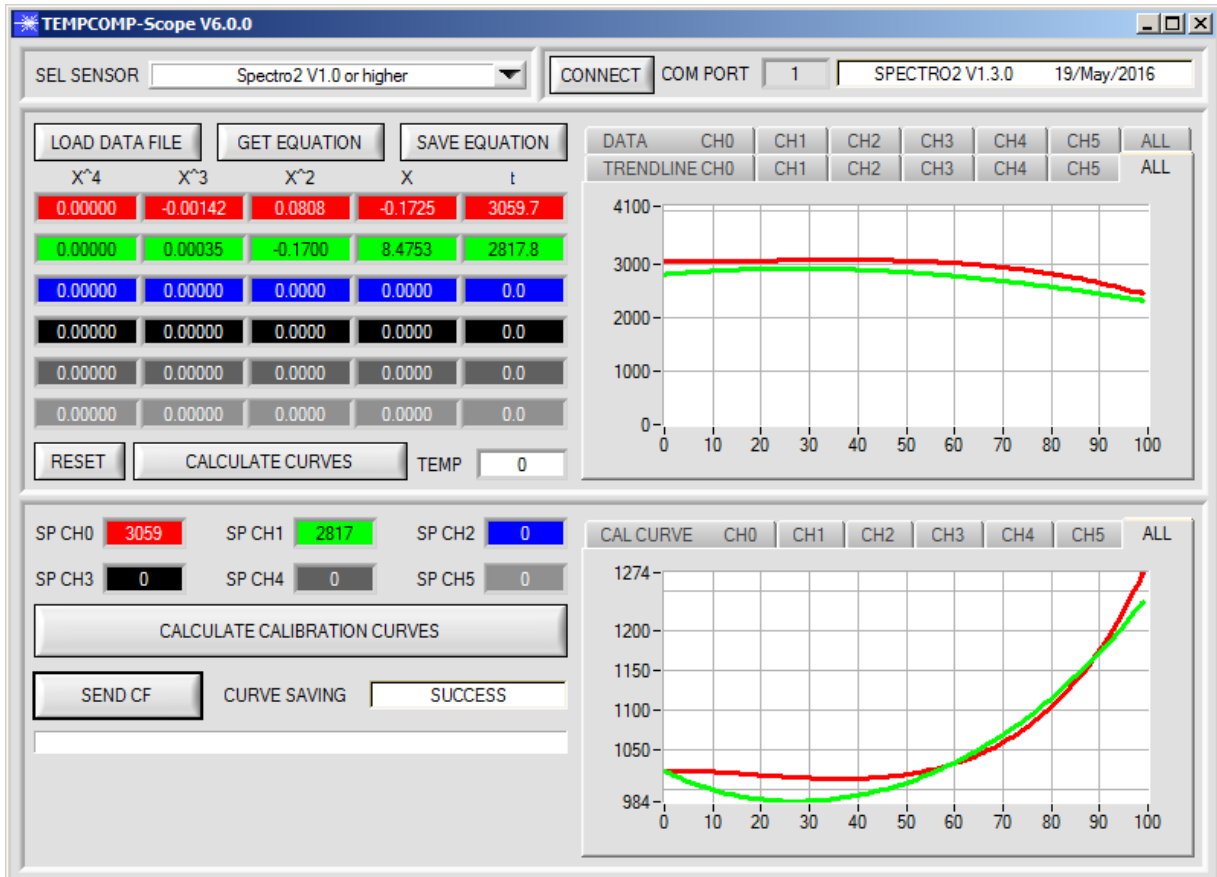 TEMPCOMP-Scope V6.0.0
SEL SENSOR Spectro2 V1.0 or higher CONNECT COM PORT 1 SPECTRO2 V1.3.0 19/May/2016
LOAD DATA FILE GET EQUATION SAVE EQUATION
X^4 X^3 X^2 X t
0.00000 -0.00142 0.0808 -0.1725 3059.7
0.00000 0.00035 -0.1700 8.4753 2817.8
0.00000 0.00000 0.0000 0.0000 0.0
0.00000 0.00000 0.0000 0.0000 0.0
0.00000 0.00000 0.0000 0.0000 0.0
0.00000 0.00000 0.0000 0.0000 0.0
RESET CALCULATE CURVES TEMP 0
DATA CH0 CH1 CH2 CH3 CH4 CH5 ALL
TRENDLINE CH0 CH1 CH2 CH3 CH4 CH5 ALL
4100
3000
2000
1000
0
0 10 20 30 40 50 60 70 80 90 100
SP CH0 3059 SP CH1 2817 SP CH2 0
SP CH3 0 SP CH4 0 SP CH5 0
CALCULATE CALIBRATION CURVES
SEND CF CURVE SAVING SUCCESS
CAL CURVE CH0 CH1 CH2 CH3 CH4 CH5 ALL
1274
1200
1150
1100
1050
984
0 10 20 30 40 50 60 70 80 90 100